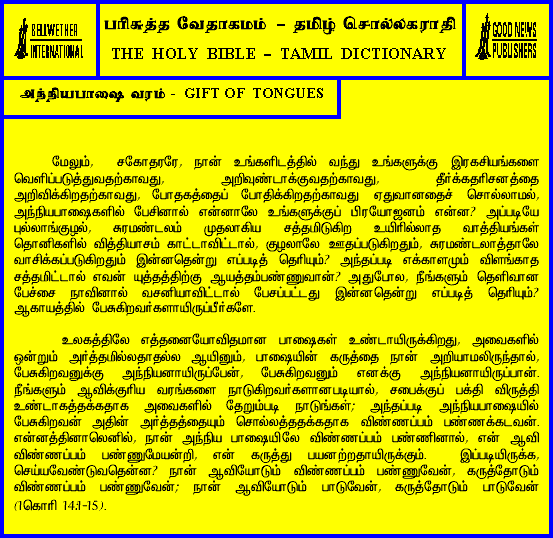 BELLWETHER
INTERNATIONAL
பரிசுத்த வேதாகமம் – தமிழ் சொல்லகராதி
THE HOLY BIBLE – TAMIL DICTIONARY
GOOD NEWS
PUBLISHERS
அந்நியபாஷை வரம் - GIFT OF TONGUES
மேலும், சகோதரரே, நான் உங்களிடத்தில் வந்து உங்களுக்கு இரகசியங்களை
வெளிப்படுத்துவதற்காவது, அறிவுண்டாக்குவதற்காவது, தீர்க்கதரிசனத்தை
அறிவிக்கிறதற்காவது, போதகத்தைப் போதிக்கிறதற்காவது ஏதுவானதைச் சொல்லாமல்,
அந்நியபாஷைகளில் பேசினால் என்னாலே உங்களுக்குப் பிரயோஜனம் என்ன? அப்படியே
புல்லாங்குழல், சுரமண்டலம் முதலாகிய சத்தமிடுகிற உயிரில்லாத வாத்தியங்கள்
தொனிகளில் வித்தியாசம் காட்டாவிட்டால், குழலாலே ஊதப்படுகிறதும், சுரமண்டலாத்தாலே
வாசிக்கப்படுகிறதும் இன்னதென்று எப்படித் தெரியும்? அந்தப்படி எக்காளமும் விளங்காத
சத்தமிட்டால் எவன் யுத்தத்திற்கு ஆயத்தம்பண்ணுவான்? அதுபோல, நீங்களும் தெளிவான
பேச்சை நாவினால் வசனியாவிட்டால் பேசப்பட்டது இன்னதென்று எப்படித் தெரியும்?
ஆகாயத்தில் பேசுகிறவர்களாயிருப்பீர்களே.
உலகத்திலே எத்தனையோவிதமான பாஷைகள் உண்டாயிருக்கிறது, அவைகளில்
ஒன்றும் அர்த்தமில்லதாதல்ல ஆயினும், பாஷையின் கருத்தை நான் அறியாமலிருந்தால்,
பேசுகிறவனுக்கு அந்நியனாயிருப்பேன், பேசுகிறவனும் எனக்கு அந்நியனாயிருப்பான்.
நீங்களும் ஆவிக்குரிய வரங்களை நாடுகிறவர்களானபடியால், சபைக்குப் பக்தி விருத்தி
உண்டாகத்தக்கதாக அவைகளில் தேறும்படி நாடுங்கள்; அந்தப்படி அந்நியபாஷையில்
பேசுகிறவன் அதின் அர்த்தத்தையும் சொல்லத்ததக்கதாக விண்ணப்பம் பண்ணக்கடவன்.
என்னத்தினாலெனில், நான் அந்நிய பாஷையிலே விண்ணப்பம் பண்ணினால், என் ஆவி
விண்ணப்பம் பண்ணுமேயன்றி, என் கருத்து பயனற்றதாயிருக்கும். இப்படியிருக்க,
செய்யவேண்டுவதென்ன? நான் ஆவியோடும் விண்ணப்பம் பண்ணுவேன், கருத்தோடும்
விண்ணப்பம் பண்ணுவேன்; நான் ஆவியோடும் பாடுவேன், கருத்தோடும் பாடுவேன்
(1கொரி 14:1-15).